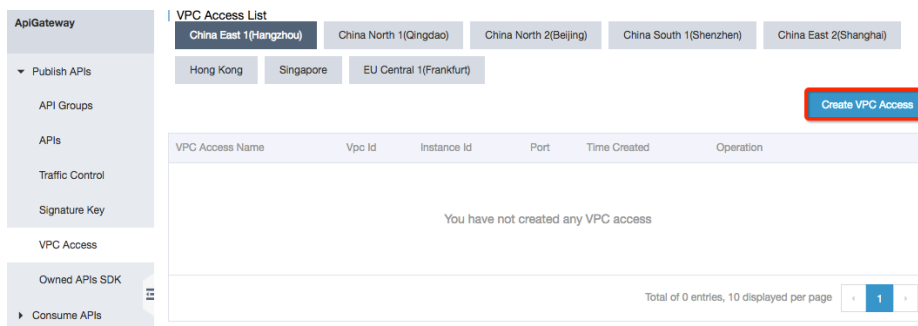 ApiGateway
Publish APIs
API Groups
APIs
Traffic Control
Signature Key
VPC Access
Owned APIs SDK
Consume APIs
VPC Access List
China East 1(Hangzhou) China North 1(Qingdao) China North 2(Beijing) China South 1(Shenzhen) China East 2(Shanghai)
Hong Kong Singapore EU Central 1(Frankfurt)
Create VPC Access
VPC Access Name Vpc Id Instance Id Port Time Created Operation
You have not created any VPC access
Total of 0 entries, 10 displayed per page ‹ 1 ›